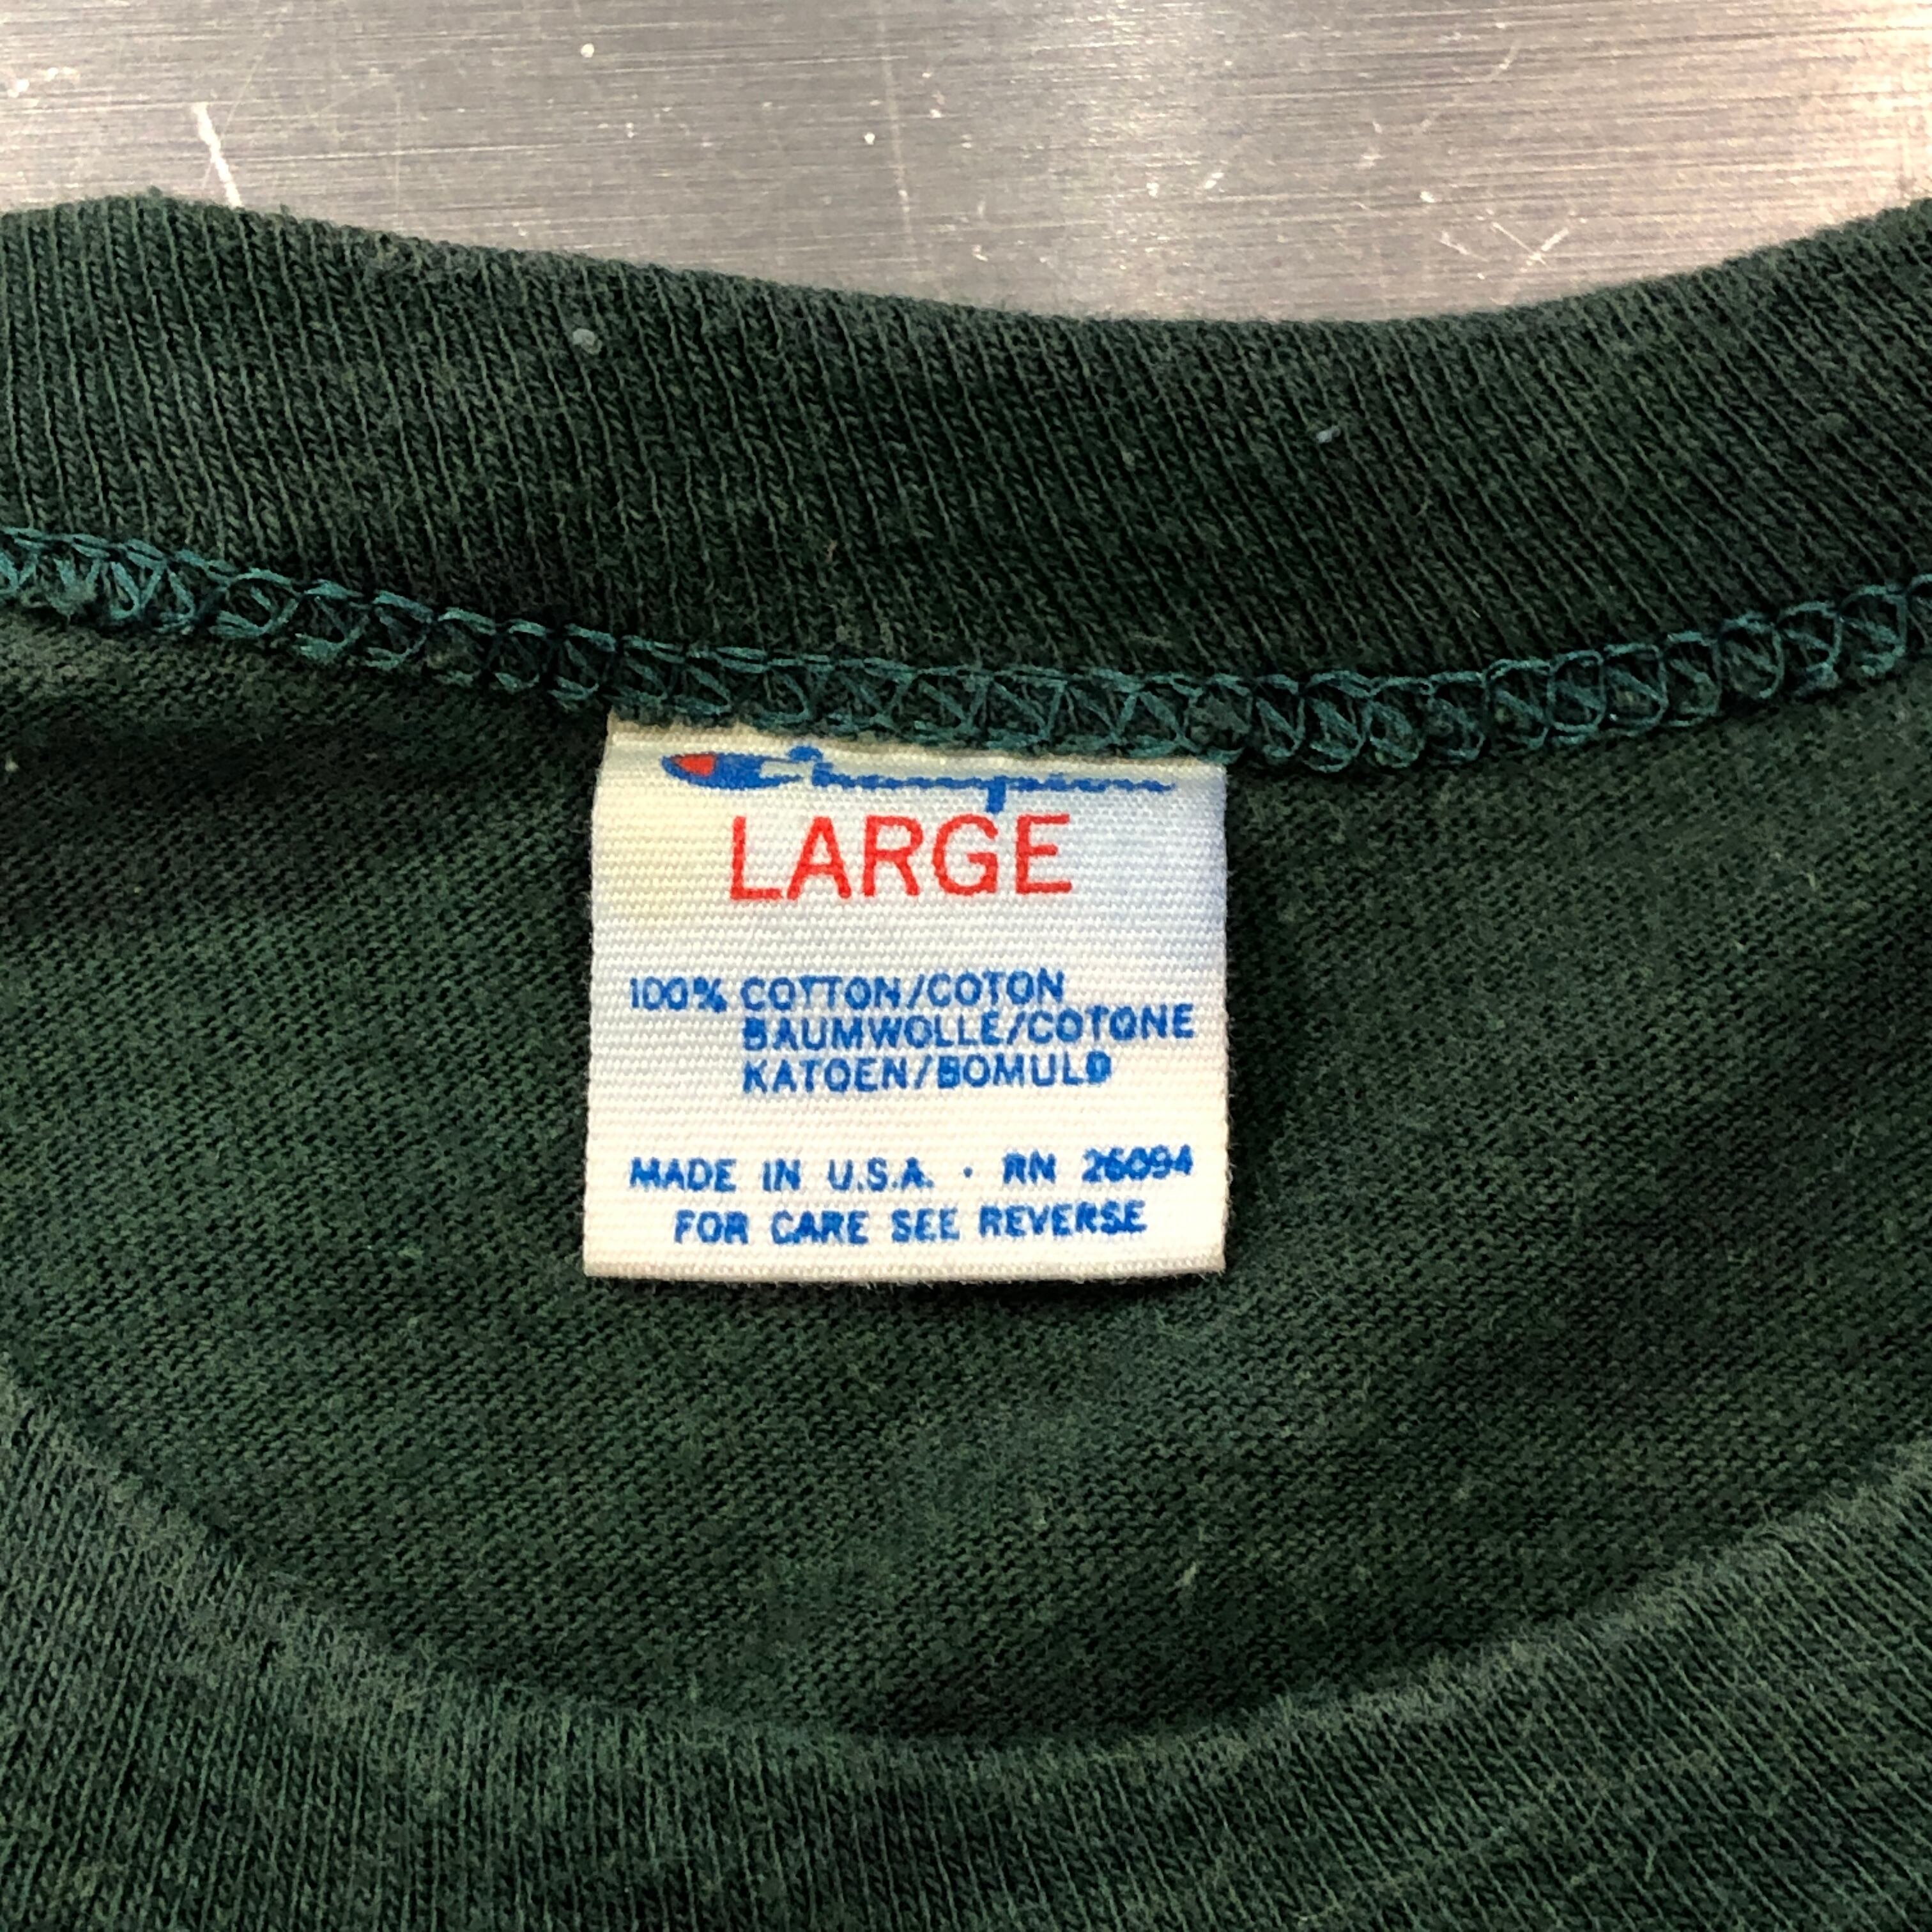 Champion
LARGE
100% COTTON/COTON
BAUMWOLLE/COTONE
KATOEN/BOMULD
MADE IN U.S.A. · RN 26094
FOR CARE SEE REVERSE